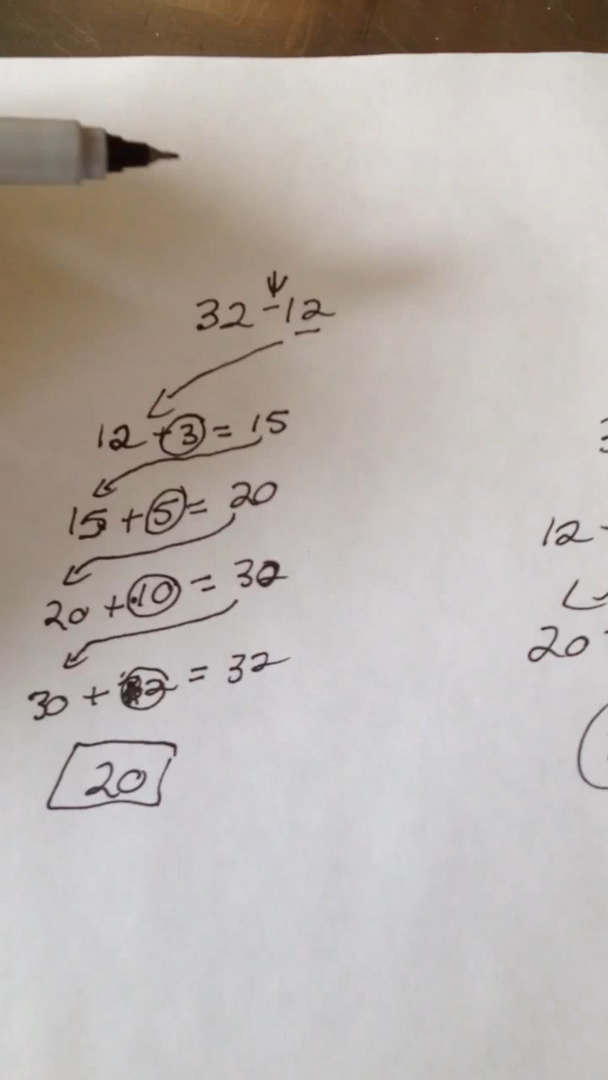 32 - 12
12 + 3 = 15
15 + 5 = 20
20 + 10 = 30
30 + 2 = 32
20
12
20